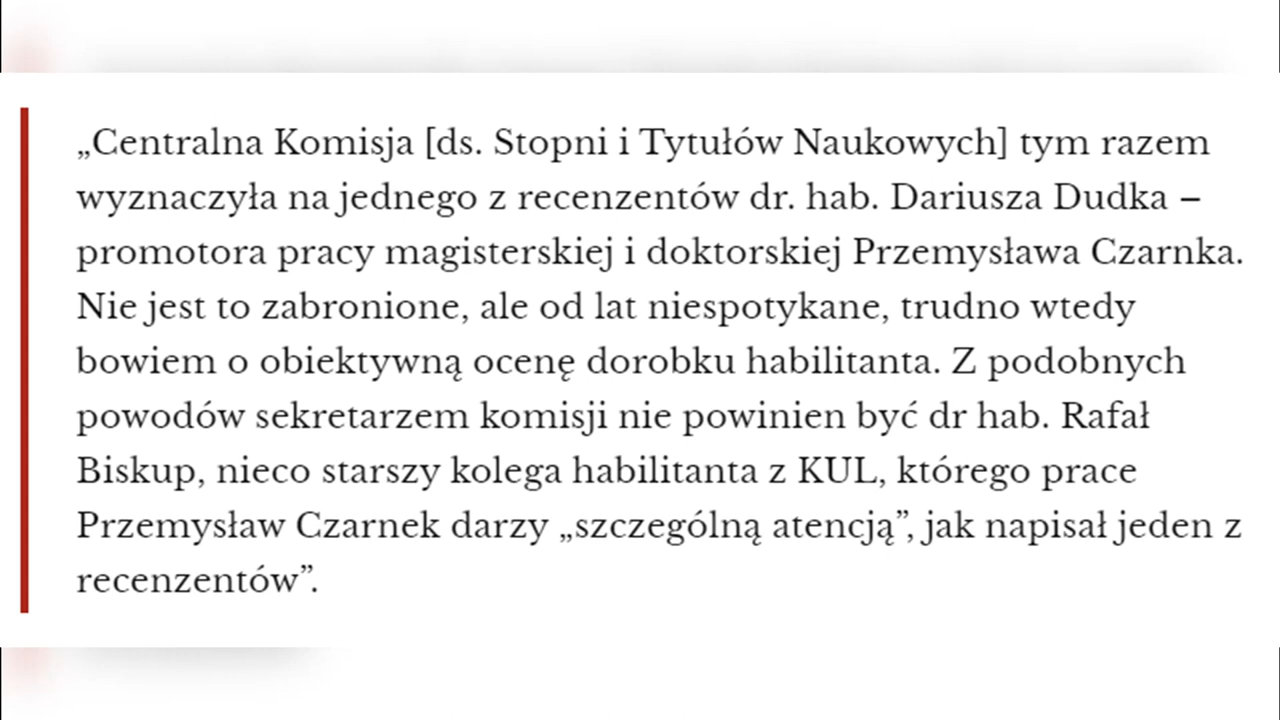 „Centralna Komisja [ds. Stopni i Tytułów Naukowych] tym razem
wyznaczyła na jednego z recenzentów dr. hab. Dariusza Dudka –
promotora pracy magisterskiej i doktorskiej Przemysława Czarnka.
Nie jest to zabronione, ale od lat niespotykane, trudno wtedy
bowiem o obiektywną ocenę dorobku habilitanta. Z podobnych
powodów sekretarzem komisji nie powinien być dr hab. Rafał
Biskup, nieco starszy kolega habilitanta z KUL, którego prace
Przemysław Czarnek darzy „szczególną atencją”, jak napisał jeden z
recenzentów”.